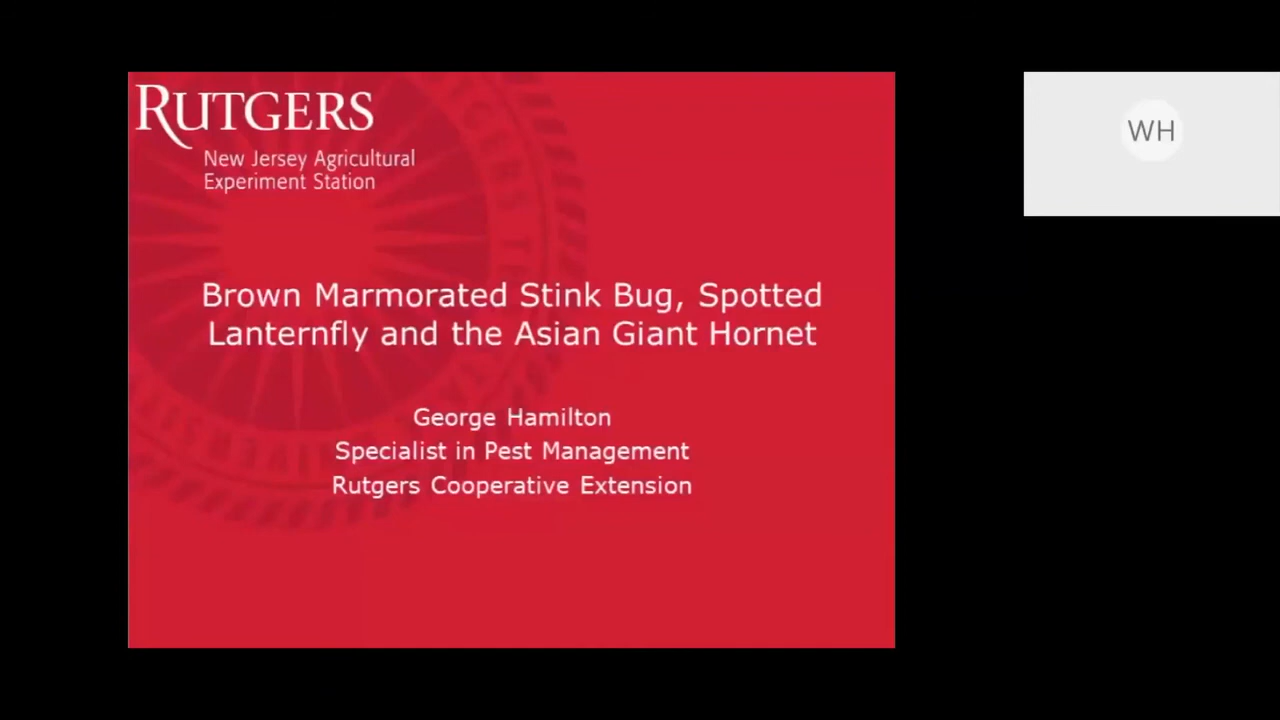 RUTGERS
New Jersey Agricultural
Experiment Station
WH
Brown Marmorated Stink Bug, Spotted
Lanternfly and the Asian Giant Hornet
George Hamilton
Specialist in Pest Management
Rutgers Cooperative Extension